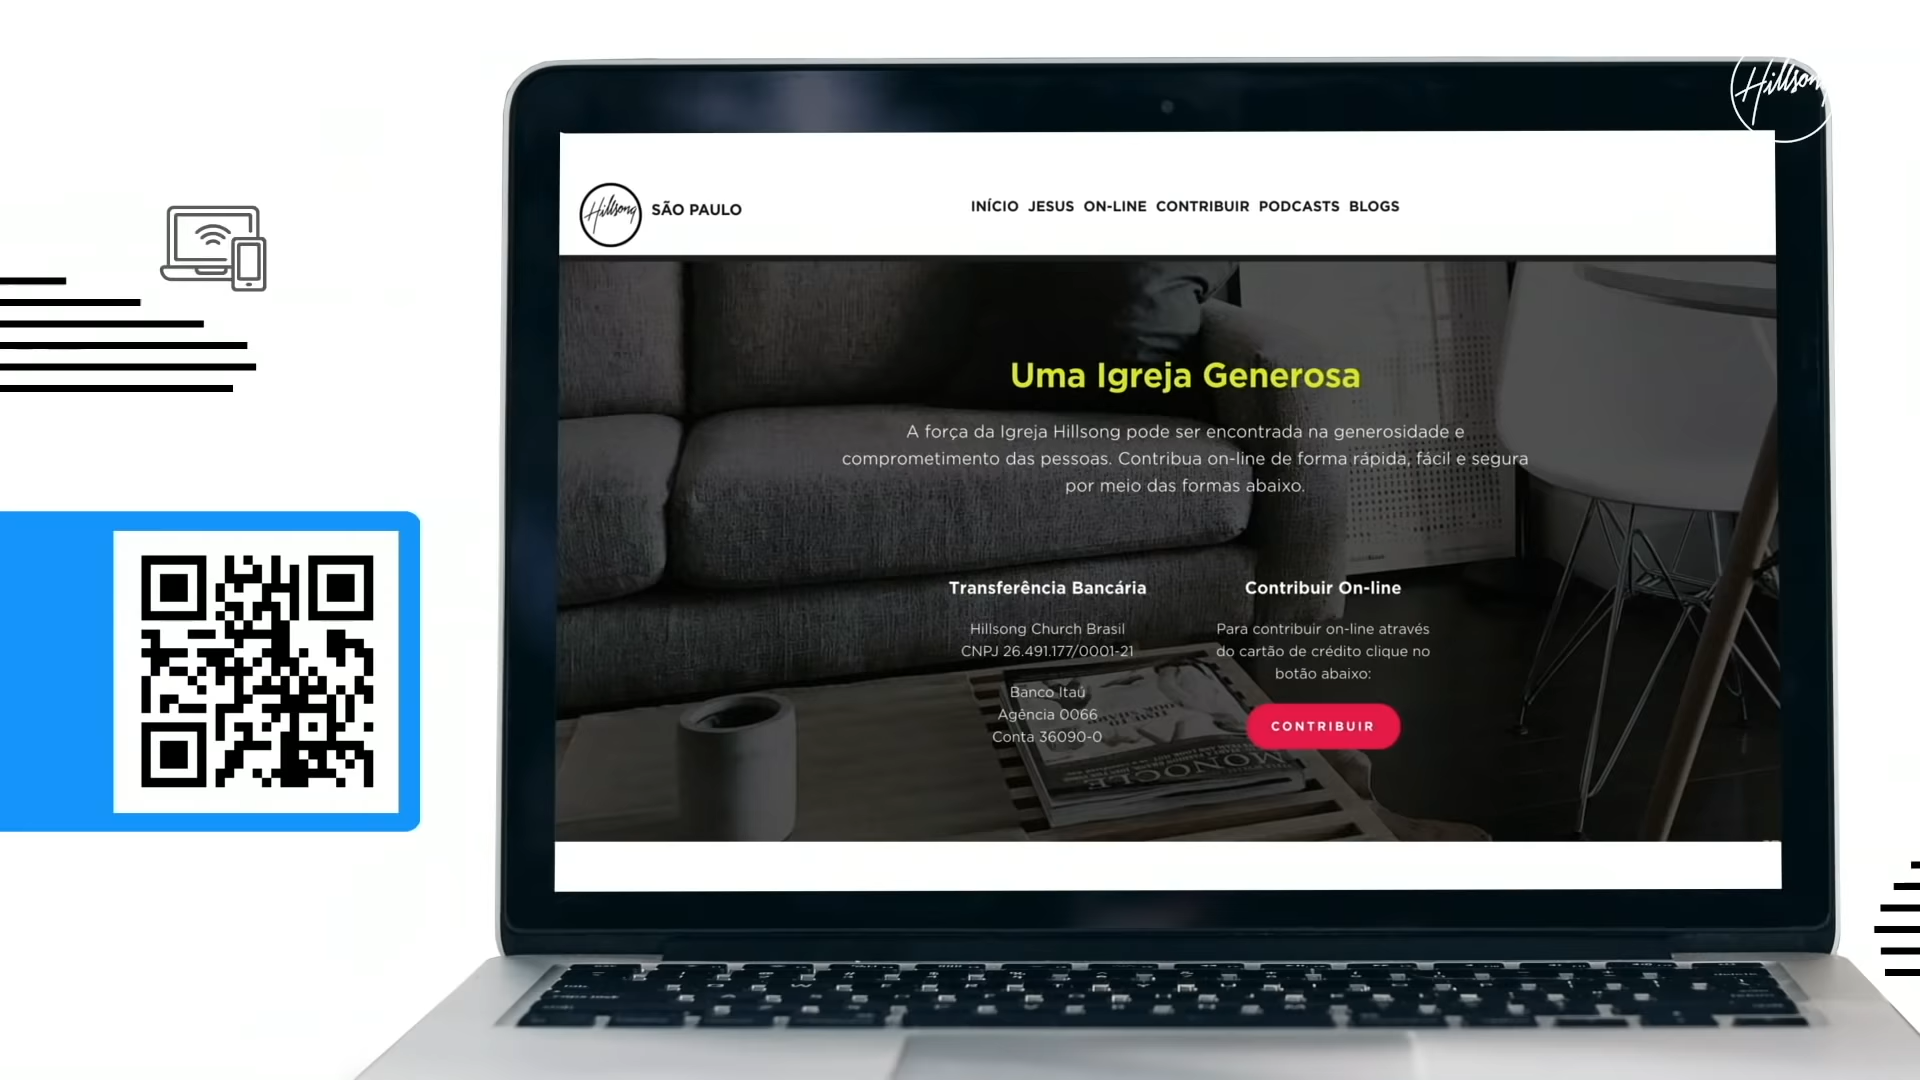 Hillsong
Hillsong SÃO PAULO
INÍCIO JESUS ON-LINE CONTRIBUIR PODCASTS BLOGS
Uma Igreja Generosa
A força da Igreja Hillsong pode ser encontrada na generosidade e
comprometimento das pessoas. Contribua on-line de forma rápida, fácil e segura
por meio das formas abaixo.
Transferência Bancária
Hillsong Church Brasil
CNPJ 26.491.177/0001-21
Banco Itaú
Agência 0066
Conta 36090-0
Contribuir On-line
Para contribuir on-line através
do cartão de crédito clique no
botão abaixo:
CONTRIBUIR
MONOCLE